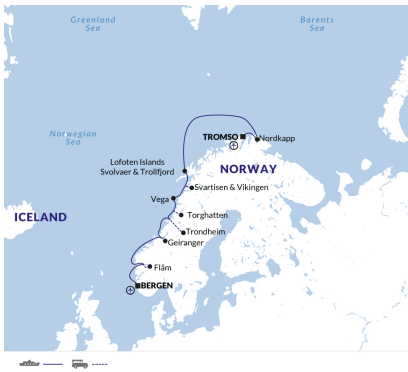 Greenland
Sea
Barents
Sea
Norwegian
Sea
TROMSO
Nordkapp
Lofoten Islands
Svolvaer & Trollfjord
NORWAY
Svartisen & Vikingen
Vega
ICELAND
Torghatten
Trondheim
Geiranger
Flåm
BERGEN